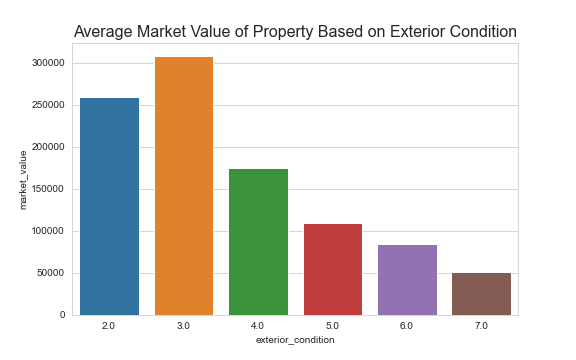 Average Market Value of Property Based on Exterior Condition
300000
250000
200000
150000
100000
50000
0
market_value
2.0 3.0 4.0 5.0 6.0 7.0
exterior_condition